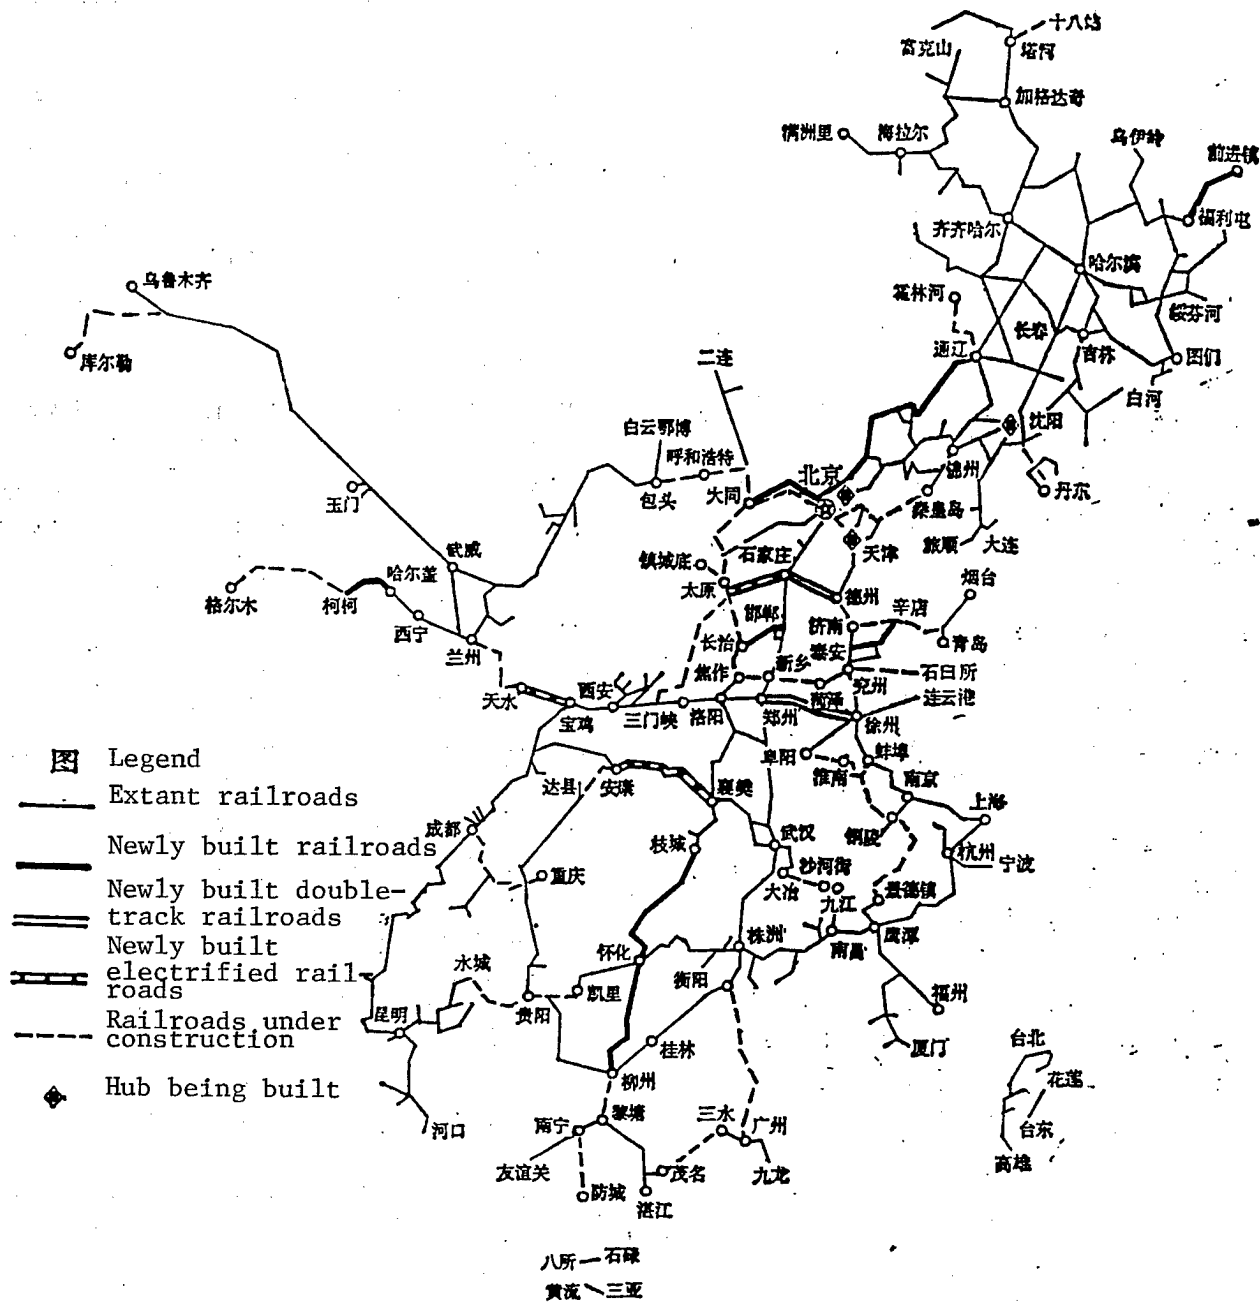 十八站
富克山
塔河
加格达奇
满洲里
海拉尔
乌伊岭
前进镇
福利屯
齐齐哈尔
哈尔滨
乌鲁木齐
霍林河
绥芬河
长春
库尔勒
通辽
吉林
图们
二连
白河
沈阳
白云鄂博
呼和浩特
北京
锦州
玉门
包头
大同
秦皇岛
丹东
武威
镇城底
石家庄
天津
旅顺
大连
哈尔盖
烟台
格尔木
柯柯
太原
德州
辛店
西宁
邯郸
济南
兰州
长治
泰安
青岛
新乡
焦作
石臼所
天水
西安
菏泽
兖州
连云港
宝鸡
三门峡
洛阳
郑州
徐州
图 Legend
阜阳
蚌埠
Extant railroads
达县
安康
襄樊
淮南
南京
上海
成都
枝城
武汉
铜陵
Newly built railroads
沙河街
杭州
宁波
重庆
大冶
九江
景德镇
Newly built double-
track railroads
怀化
株洲
南昌
鹰潭
Newly built
electrified rail-
roads
水城
凯里
衡阳
福州
贵阳
Railroads under
construction
昆明
桂林
厦门
台北
柳州
花莲
Hub being built
黎塘
三水
广州
台东
河口
南宁
高雄
友谊关
茂名
九龙
防城
湛江
八所 石碌
黄流 三亚